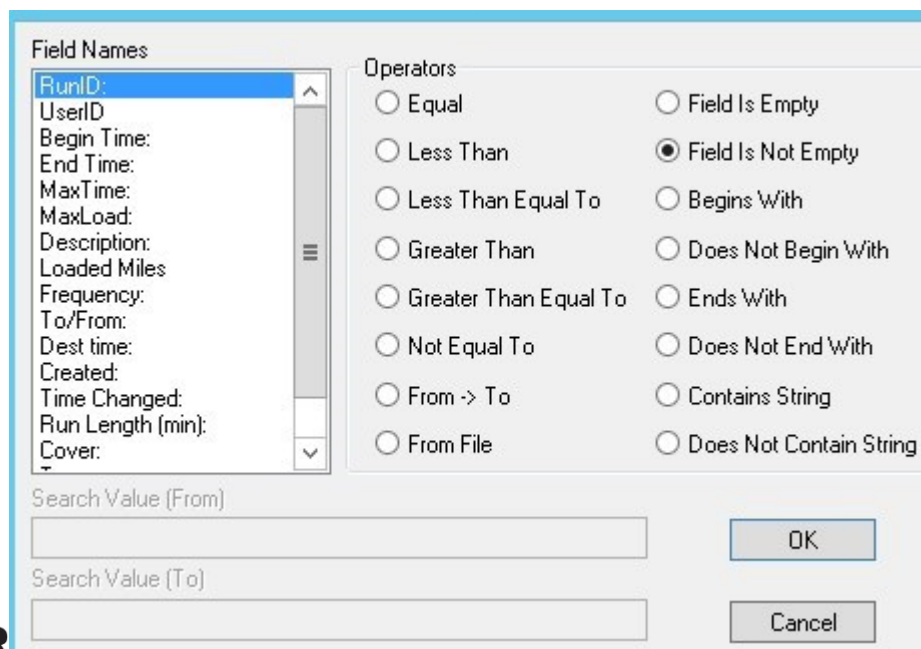 Field Names
RunID:
UserID
Begin Time:
End Time:
MaxTime:
MaxLoad:
Description:
Loaded Miles
Frequency:
To/From:
Dest time:
Created:
Time Changed:
Run Length (min):
Cover:
Operators
Equal
Less Than
Less Than Equal To
Greater Than
Greater Than Equal To
Not Equal To
From -> To
From File
Field Is Empty
Field Is Not Empty
Begins With
Does Not Begin With
Ends With
Does Not End With
Contains String
Does Not Contain String
Search Value (From)
OK
Search Value (To)
Cancel
R